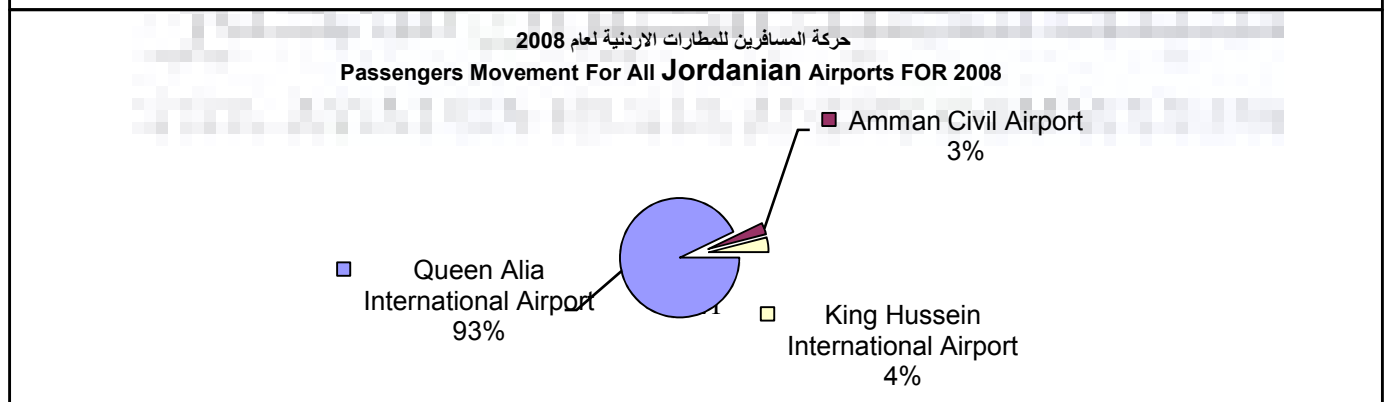 حركة المسافرين للمطارات الاردنية لعام 2008
Passengers Movement For All Jordanian Airports FOR 2008
Amman Civil Airport
3%
Queen Alia
International Airport
93%
King Hussein
International Airport
4%